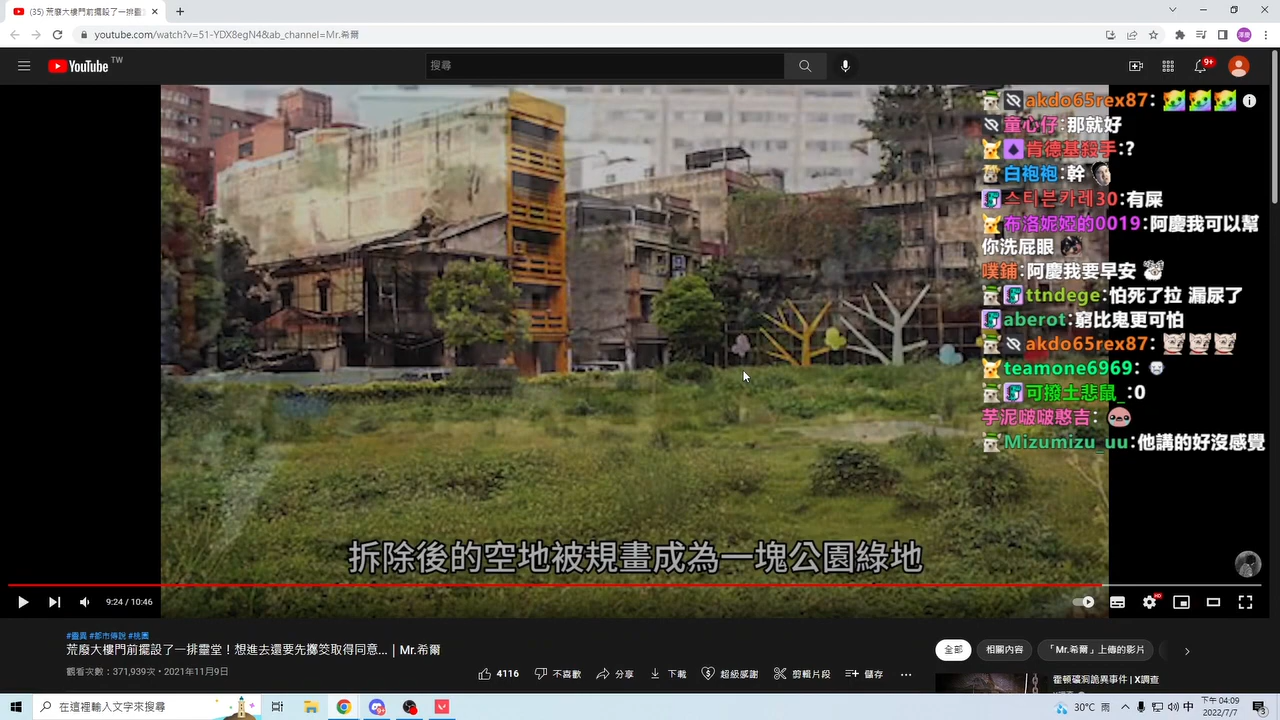 (35) 荒廢大樓門前擺設了一排靈
youtube.com/watch?v=51-YDX8egN4&ab_channel=Mr.希爾
YouTube TW
搜尋
9+
akdo65rex87:
童心仔:那就好
肯德基殺手:?
白袍袍:幹
스티븐카레30:有屎
布洛妮婭的0019:阿慶我可以幫
你洗屁眼
噗鋪:阿慶我要早安
ttndege:怕死了拉 漏尿了
aberot:窮比鬼更可怕
akdo65rex87:
teamone6969:
可撥土悲鼠_:0
芋泥啵啵憨吉:
Mizumizu_uu:他講的好沒感覺
拆除後的空地被規畫成為一塊公園綠地
9:24 / 10:46
HD
#靈異 #都市傳說 #桃園
荒廢大樓門前擺設了一排靈堂！想進去還要先擲筊取得同意...｜Mr.希爾
觀看次數：371,939次・2021年11月9日
4116
不喜歡
分享
下載
超級感謝
剪輯片段
儲存
全部
相關內容
「Mr.希爾」上傳的影片
霍頓礦洞詭異事件 | X調查
在這裡輸入文字來搜尋
30°C 雨
中
下午 04:09
2022/7/7
3